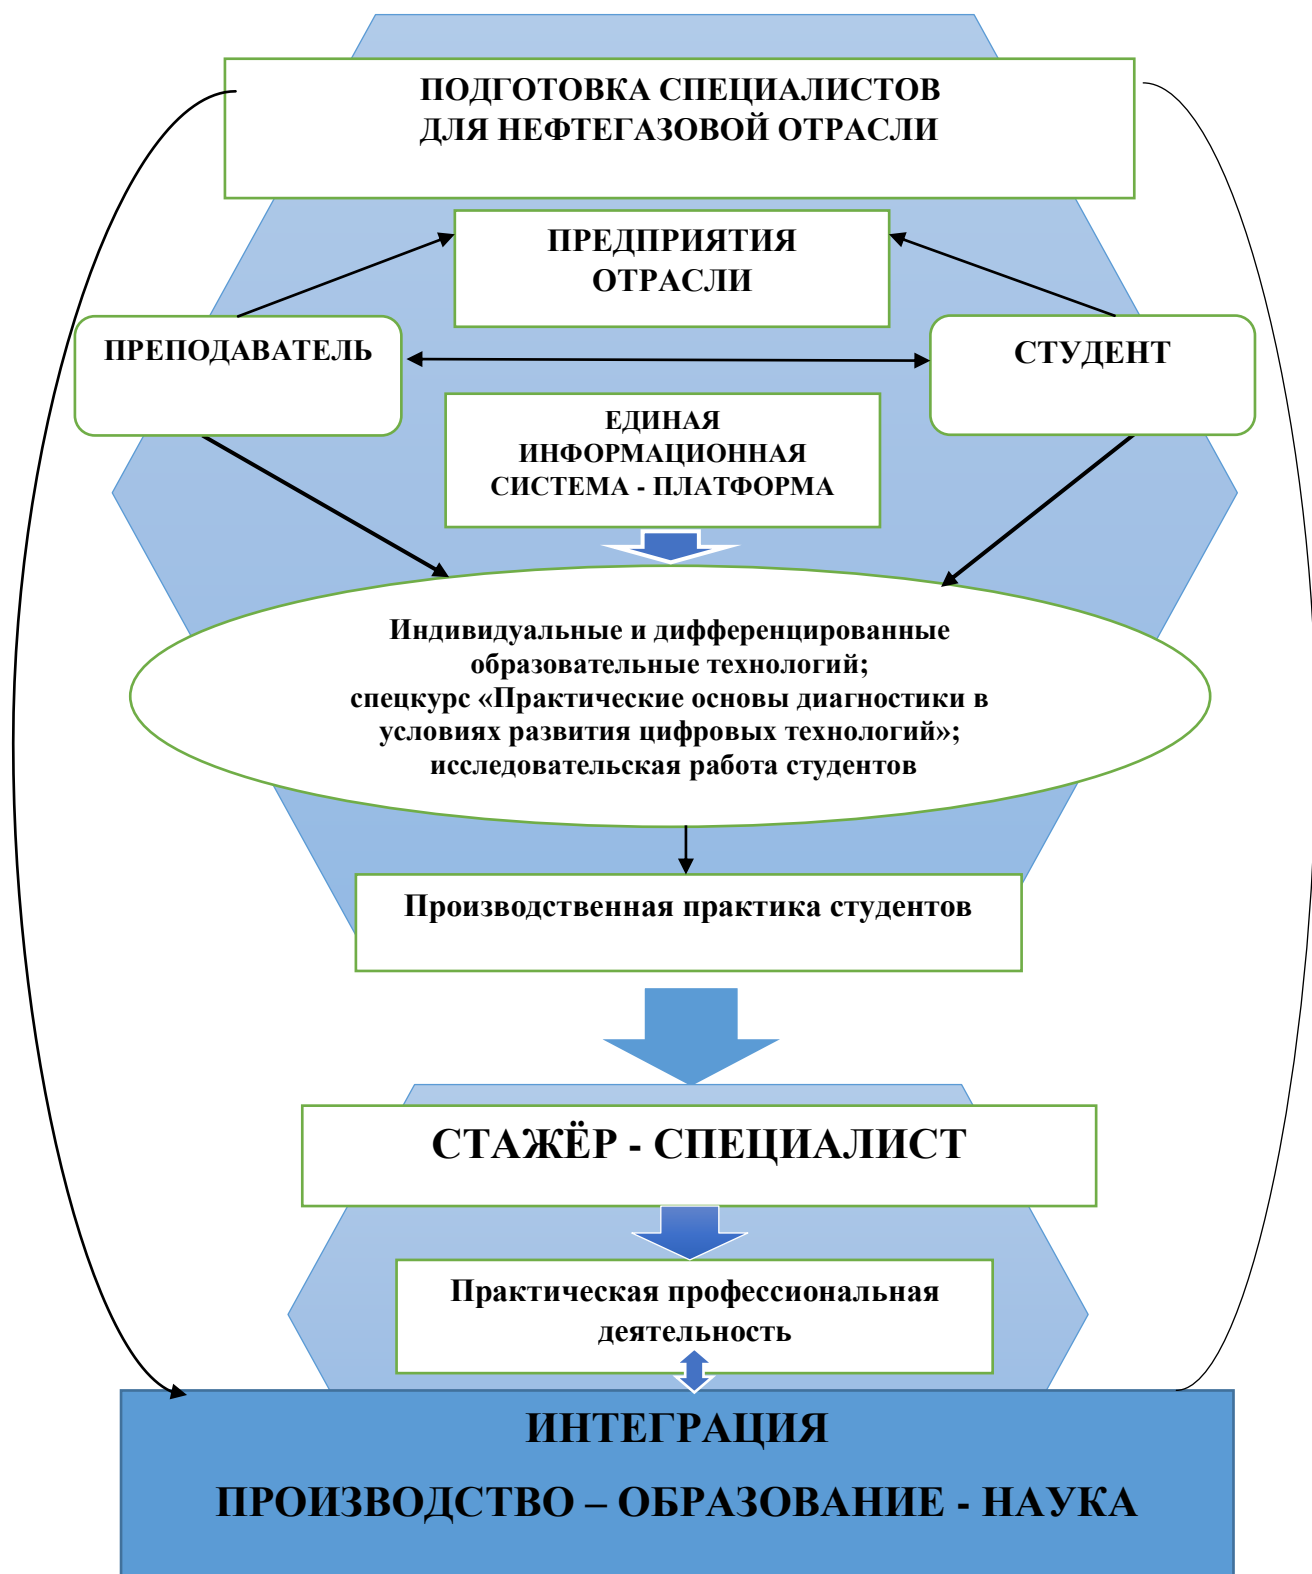 ПОДГОТОВКА СПЕЦИАЛИСТОВ
ДЛЯ НЕФТЕГАЗОВОЙ ОТРАСЛИ
ПРЕДПРИЯТИЯ
ОТРАСЛИ
ПРЕПОДАВАТЕЛЬ
СТУДЕНТ
ЕДИНАЯ
ИНФОРМАЦИОННАЯ
СИСТЕМА - ПЛАТФОРМА
Индивидуальные и дифференцированные
образовательные технологий;
спецкурс «Практические основы диагностики в
условиях развития цифровых технологий»;
исследовательская работа студентов
Производственная практика студентов
СТАЖЁР - СПЕЦИАЛИСТ
Практическая профессиональная
деятельность
ИНТЕГРАЦИЯ
ПРОИЗВОДСТВО – ОБРАЗОВАНИЕ - НАУКА